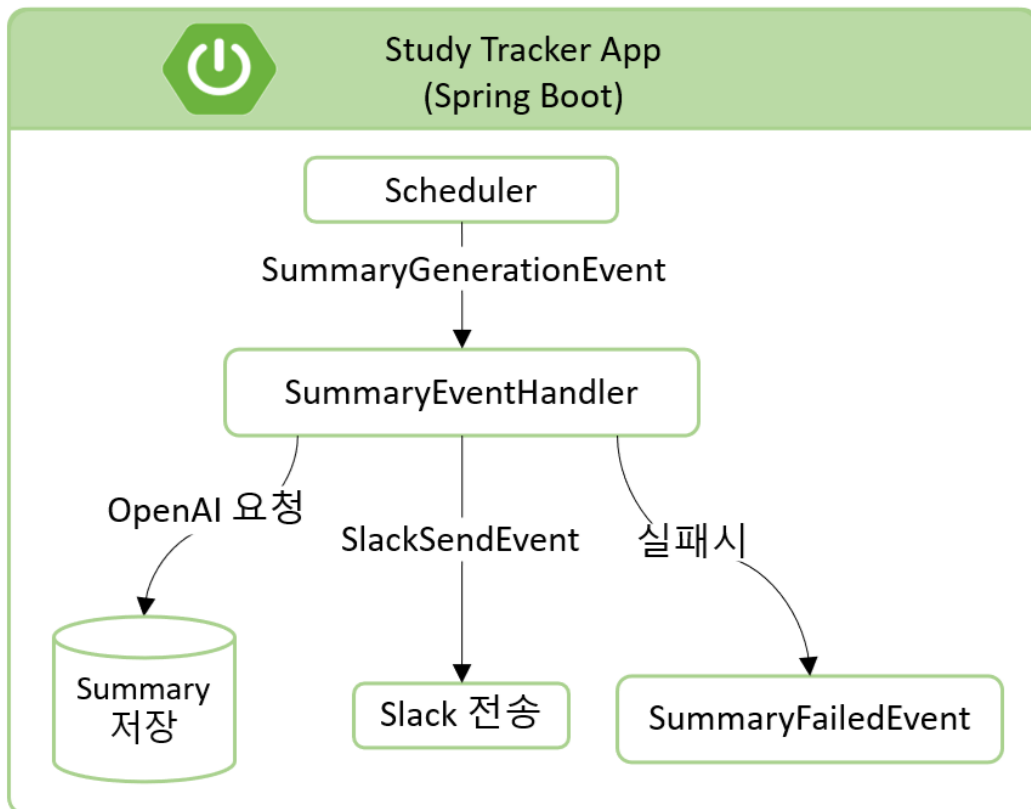 Study Tracker App
(Spring Boot)
Scheduler
SummaryGenerationEvent
SummaryEventHandler
OpenAI 요청
SlackSendEvent
실패시
Summary
저장
Slack 전송
SummaryFailedEvent